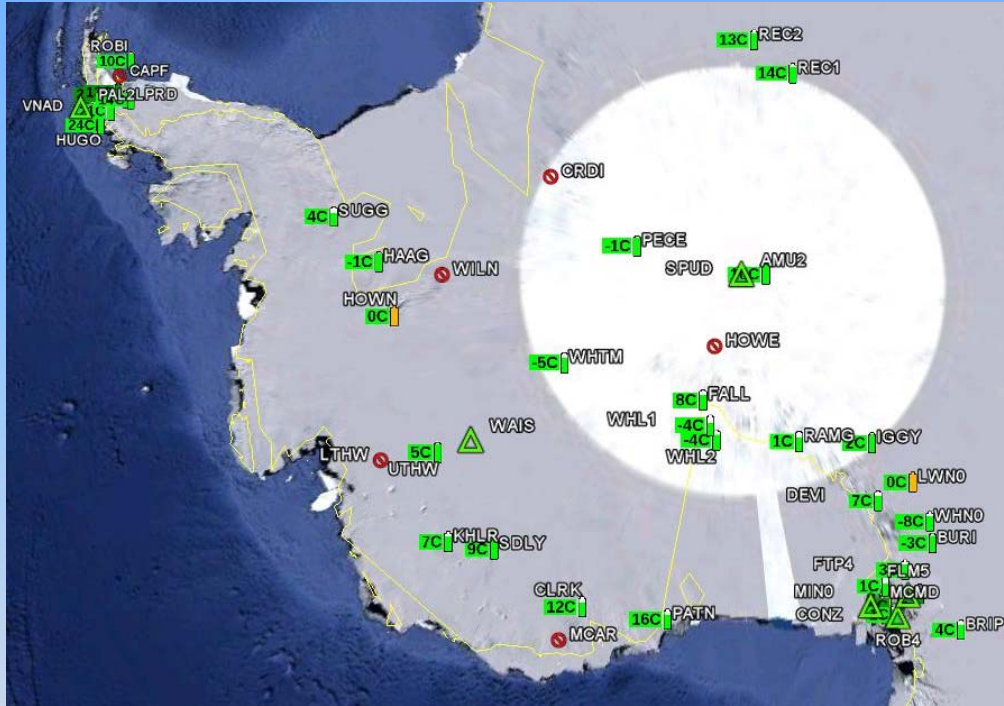 REC2
13C
REC1
14C
ROBI
10C
CAPF
PAL2 LPRD
VNAD
24C
HUGO
CRDI
SUGG
4C
PECE
-1C
HAAG
-1C
AMU2
SPUD
WILN
HOWN
0C
HOWE
WHTM
-5C
FALL
8C
WHL1
-4C
-4C
WHL2
RAMG
1C
IGGY
WAIS
LTHW
5C
UTHW
LWN0
0C
DEVI
7C
WHN0
-8C
KHLR
7C
SDLY
9C
BURI
-3C
FTP4
FLM5
1C
MIN0
MCMD
CLRK
12C
PATN
16C
CONZ
MCAR
ROB4
BRIP
4C